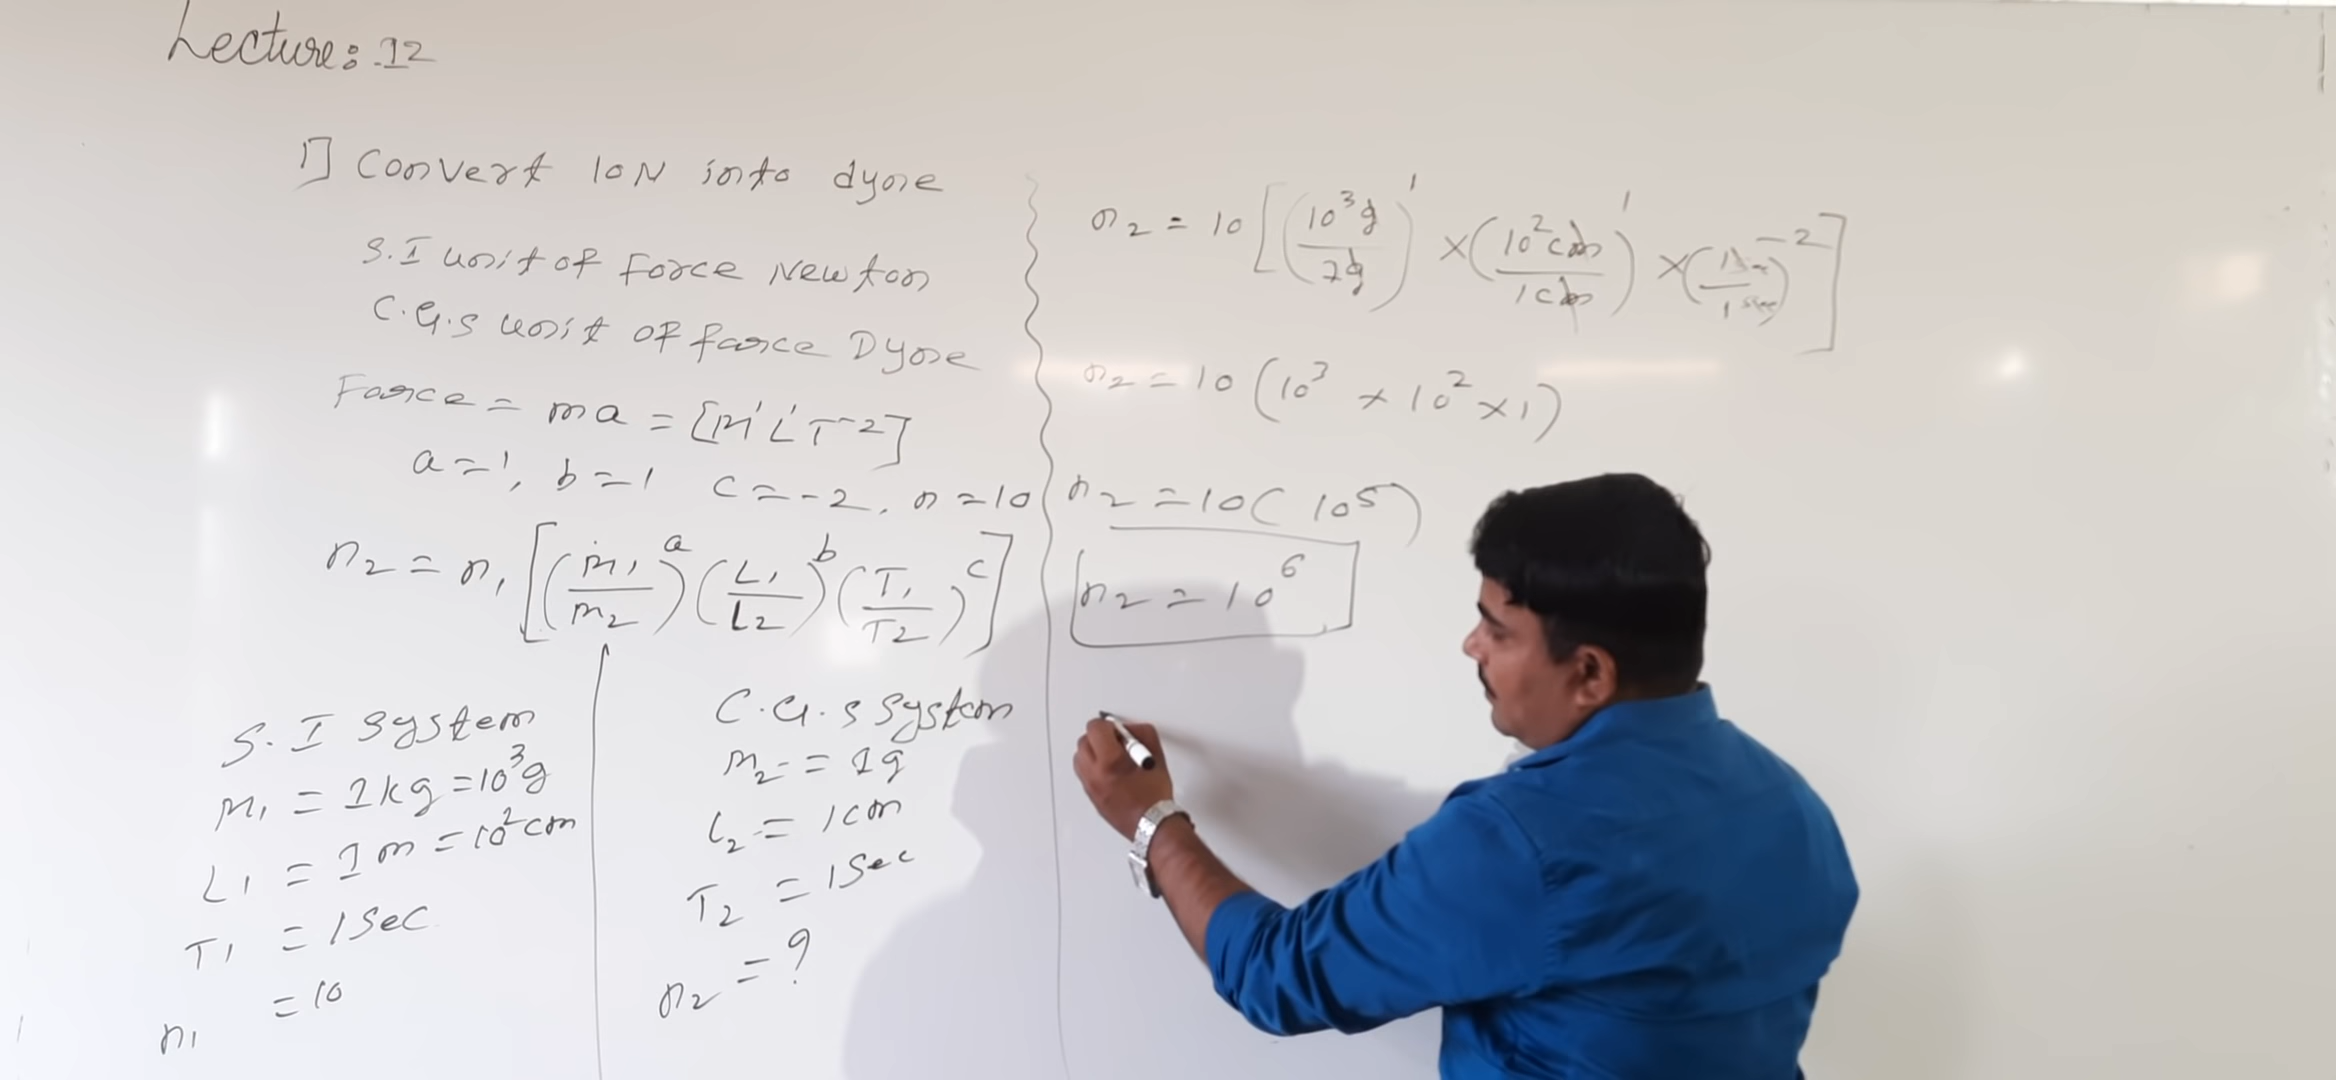 Lecture: 12
1] Convert 10N into dyne
S.I unit of Force Newton
C.G.S unit of force Dyne
Force = ma = [M¹L¹T⁻²]
a=1, b=1 c=-2, n=10
n₂ = n₁ [(m₁/m₂)ᵃ (L₁/L₂)ᵇ (T₁/T₂)ᶜ]
S.I System
M₁ = 1kg = 10³g
L₁ = 1m = 10²cm
T₁ = 1Sec
n₁ = 10
C.G.S System
M₂ = 1g
L₂ = 1cm
T₂ = 1Sec
n₂ = ?
n₂ = 10 [(10³g/1g)¹ × (10²cm/1cm)¹ × (1sec/1sec)⁻²]
n₂ = 10 (10³ × 10² × 1)
n₂ = 10 (10⁵)
n₂ = 10⁶